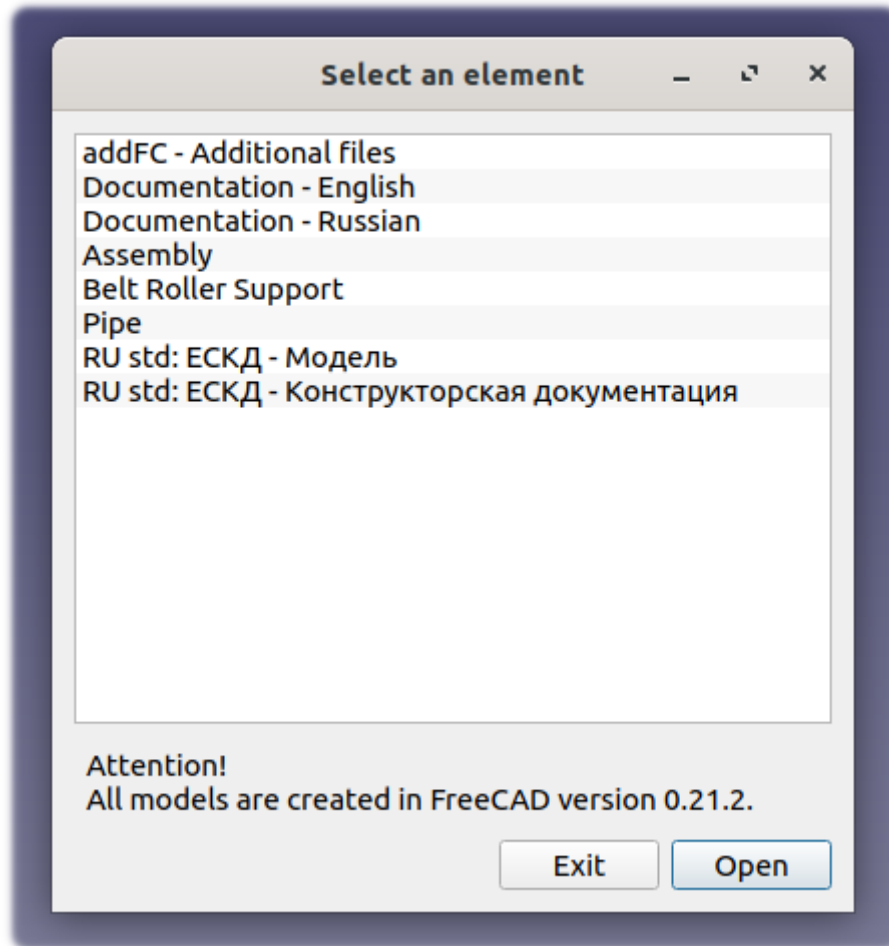 Select an element
addFC - Additional files
Documentation - English
Documentation - Russian
Assembly
Belt Roller Support
Pipe
RU std: ЕСКД - Модель
RU std: ЕСКД - Конструкторская документация
Attention!
All models are created in FreeCAD version 0.21.2.
Exit Open